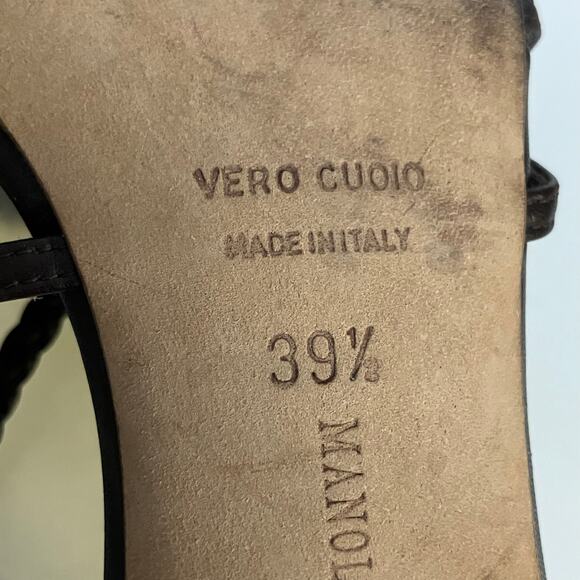 VERO CUOIO
MADE IN ITALY
39½
MANOL